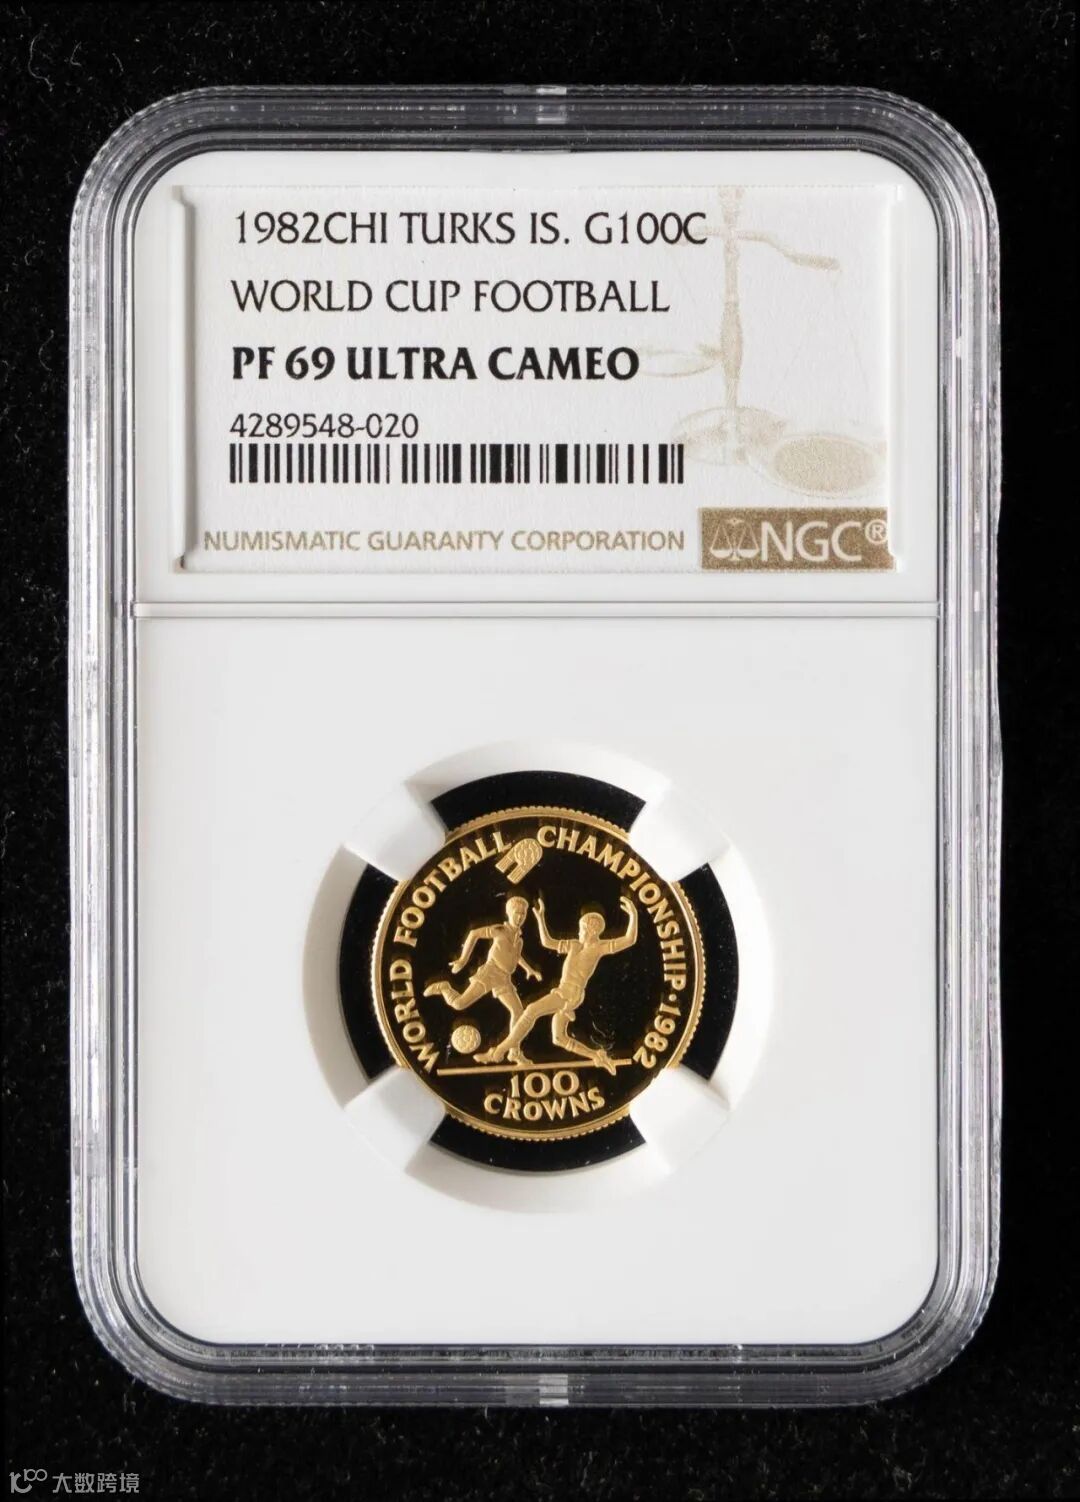 1982CHI TURKS IS. G100C
WORLD CUP FOOTBALL
PF 69 ULTRA CAMEO
4289548-020
NUMISMATIC GUARANTY CORPORATION
NGC®
WORLD FOOTBALL CHAMPIONSHIP · 1982
100
CROWNS
大数跨境